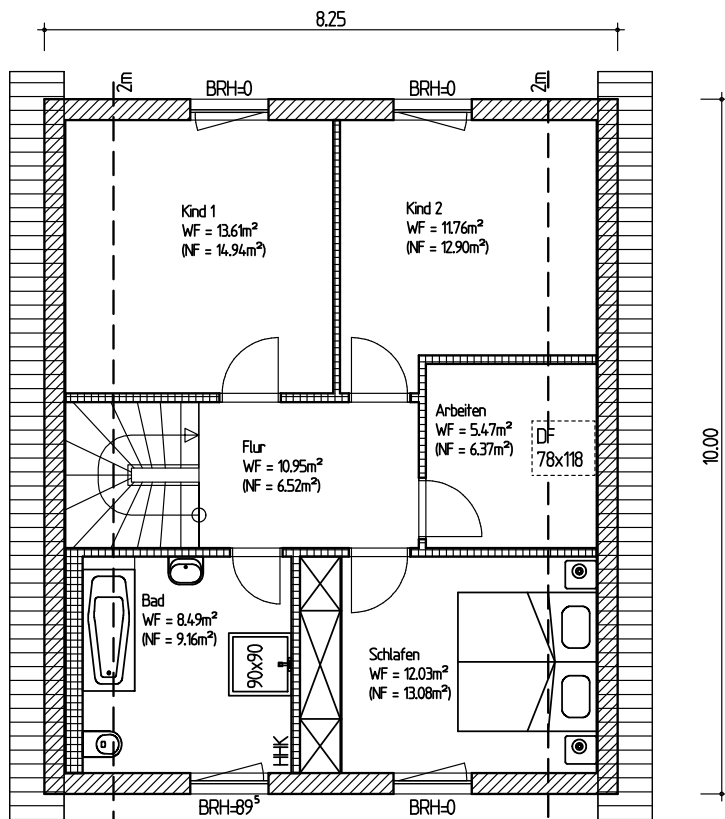 8.25
2m
BRH=0
BRH=0
2m
Kind 1
WF = 13.61m²
(NF = 14.94m²)
Kind 2
WF = 11.76m²
(NF = 12.90m²)
10.00
Arbeiten
WF = 5.47m²
(NF = 6.37m²)
DF
78x118
Flur
WF = 10.95m²
(NF = 6.52m²)
Bad
WF = 8.49m²
(NF = 9.16m²)
90x90
Schlafen
WF = 12.03m²
(NF = 13.08m²)
HK
BRH=89⁵
BRH=0